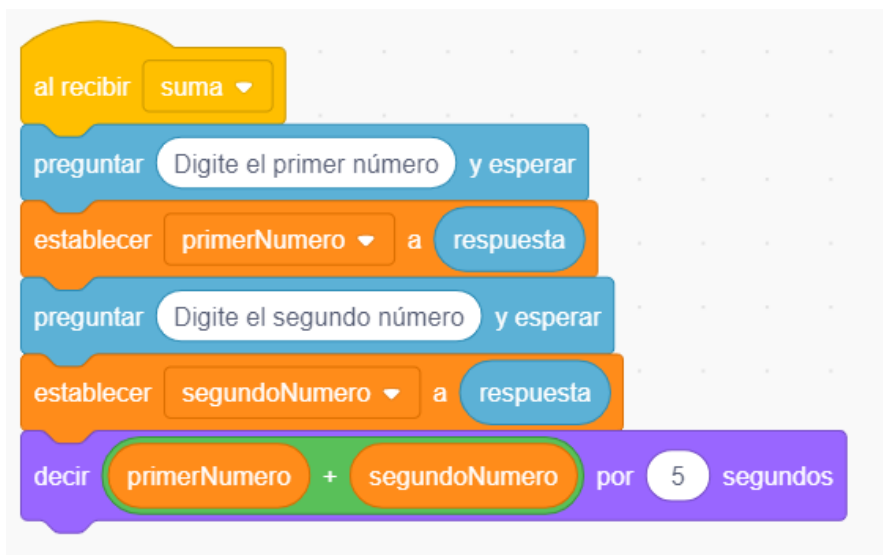 al recibir suma
preguntar Digite el primer número y esperar
establecer primerNumero a respuesta
preguntar Digite el segundo número y esperar
establecer segundoNumero a respuesta
decir primerNumero + segundoNumero por 5 segundos